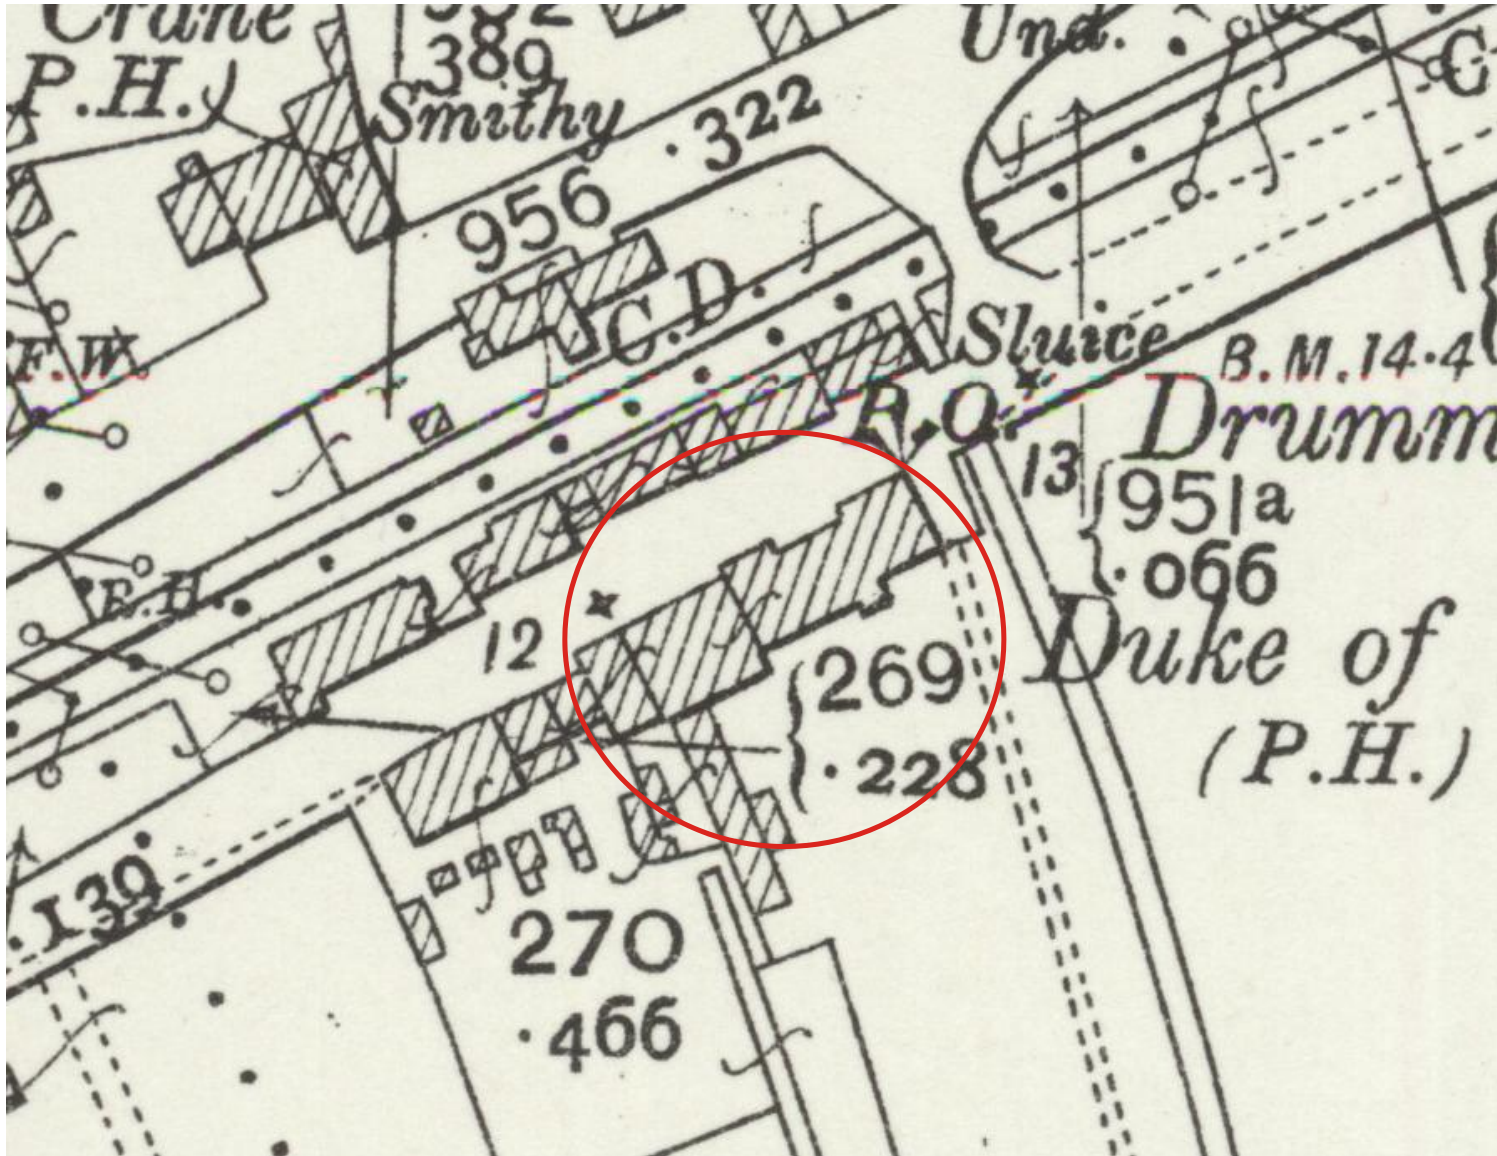 Crane
P.H.
382
389
Smithy
.322
Und.
C
956
C.D.
F.W
Sluice
B.M.14.4
P.O.
Drumm
13
951a
.066
F.H.
12
Duke of
(P.H.)
269
.228
.139
270
.466